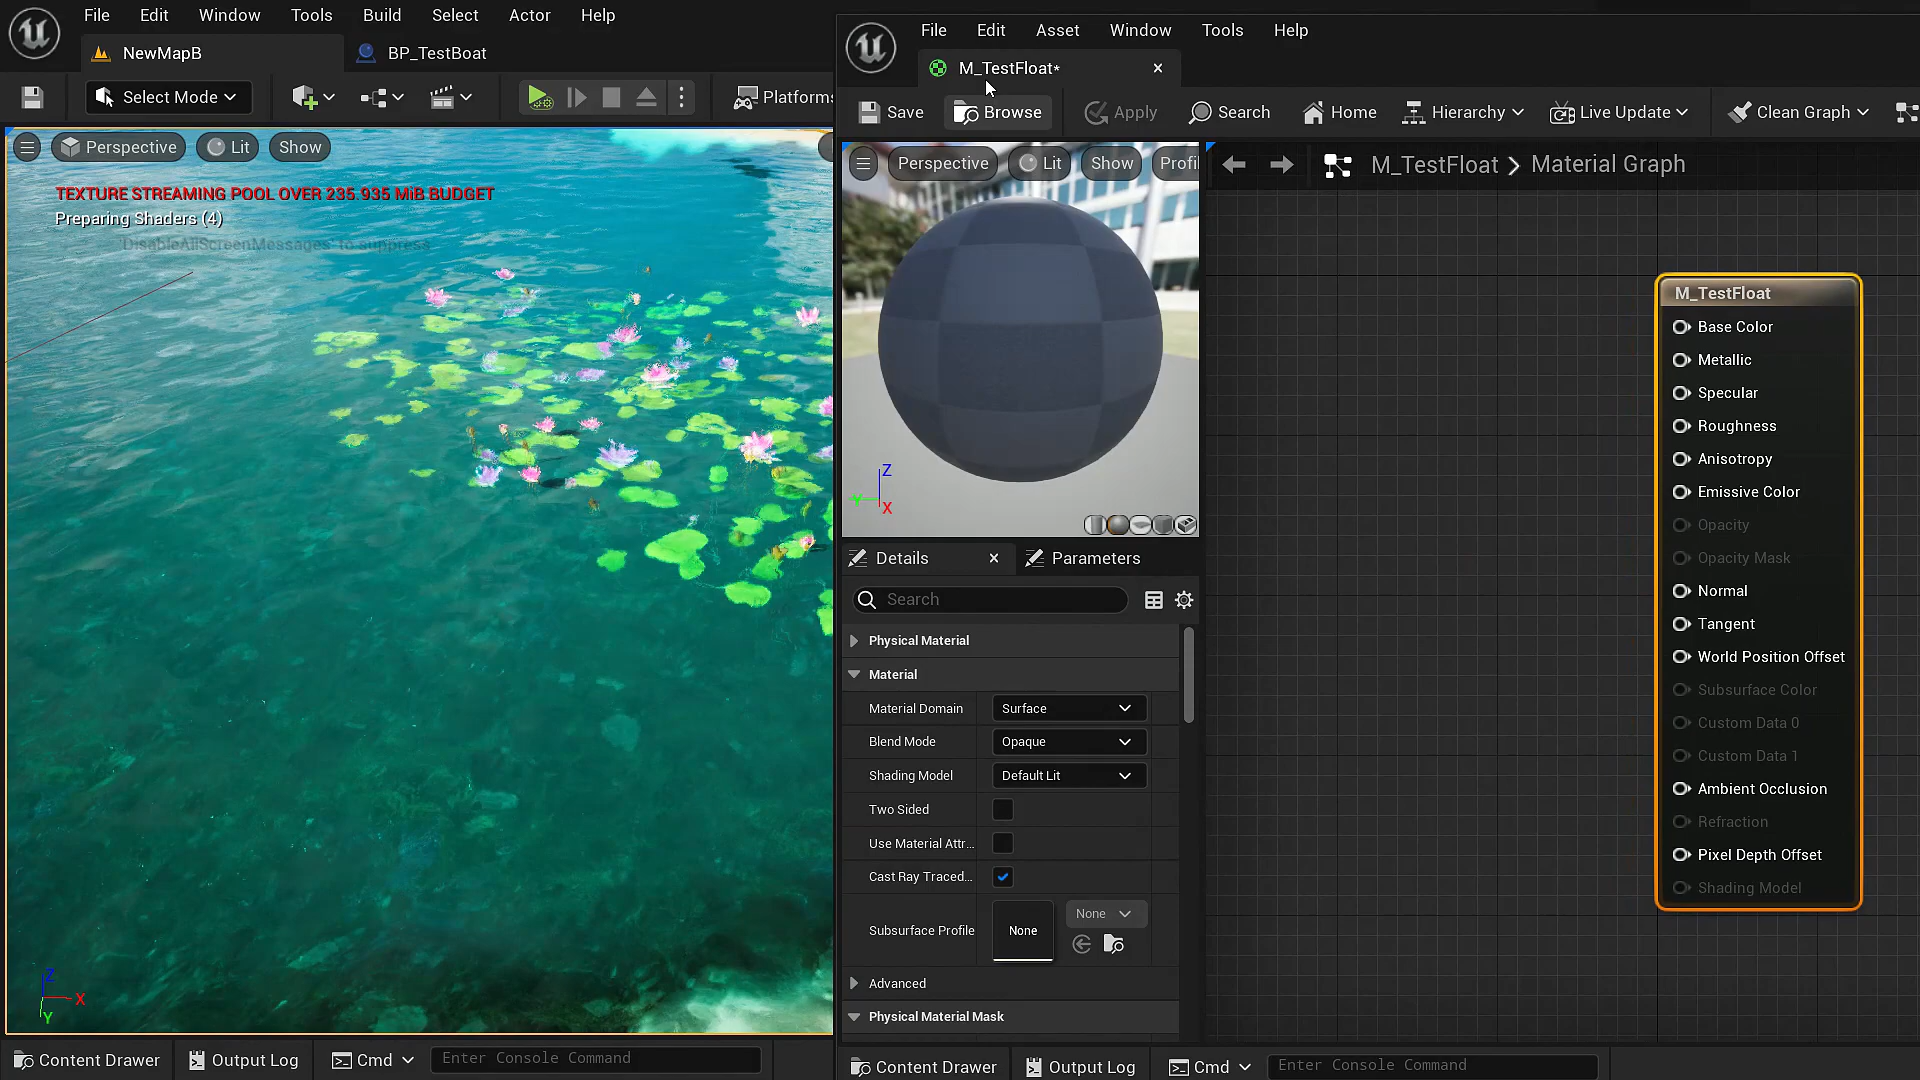 File Edit Window Tools Build Select Actor Help
NewMapB
BP_TestBoat
Select Mode
Platforms
Perspective Lit Show
TEXTURE STREAMING POOL OVER 235.935 MiB BUDGET
Preparing Shaders (4)
'DisableAllScreenMessages' to suppress
Z
X
Y
Content Drawer Output Log Cmd Enter Console Command
File Edit Asset Window Tools Help
M_TestFloat*
Save Browse Apply Search Home Hierarchy Live Update Clean Graph
Perspective Lit Show Profi
Z
Y
X
M_TestFloat > Material Graph
Details Parameters
Search
Physical Material
Material
Material Domain Surface
Blend Mode Opaque
Shading Model Default Lit
Two Sided
Use Material Attr...
Cast Ray Traced...
Subsurface Profile None None
Advanced
Physical Material Mask
M_TestFloat
Base Color
Metallic
Specular
Roughness
Anisotropy
Emissive Color
Opacity
Opacity Mask
Normal
Tangent
World Position Offset
Subsurface Color
Custom Data 0
Custom Data 1
Ambient Occlusion
Refraction
Pixel Depth Offset
Shading Model
Content Drawer Output Log Cmd Enter Console Command